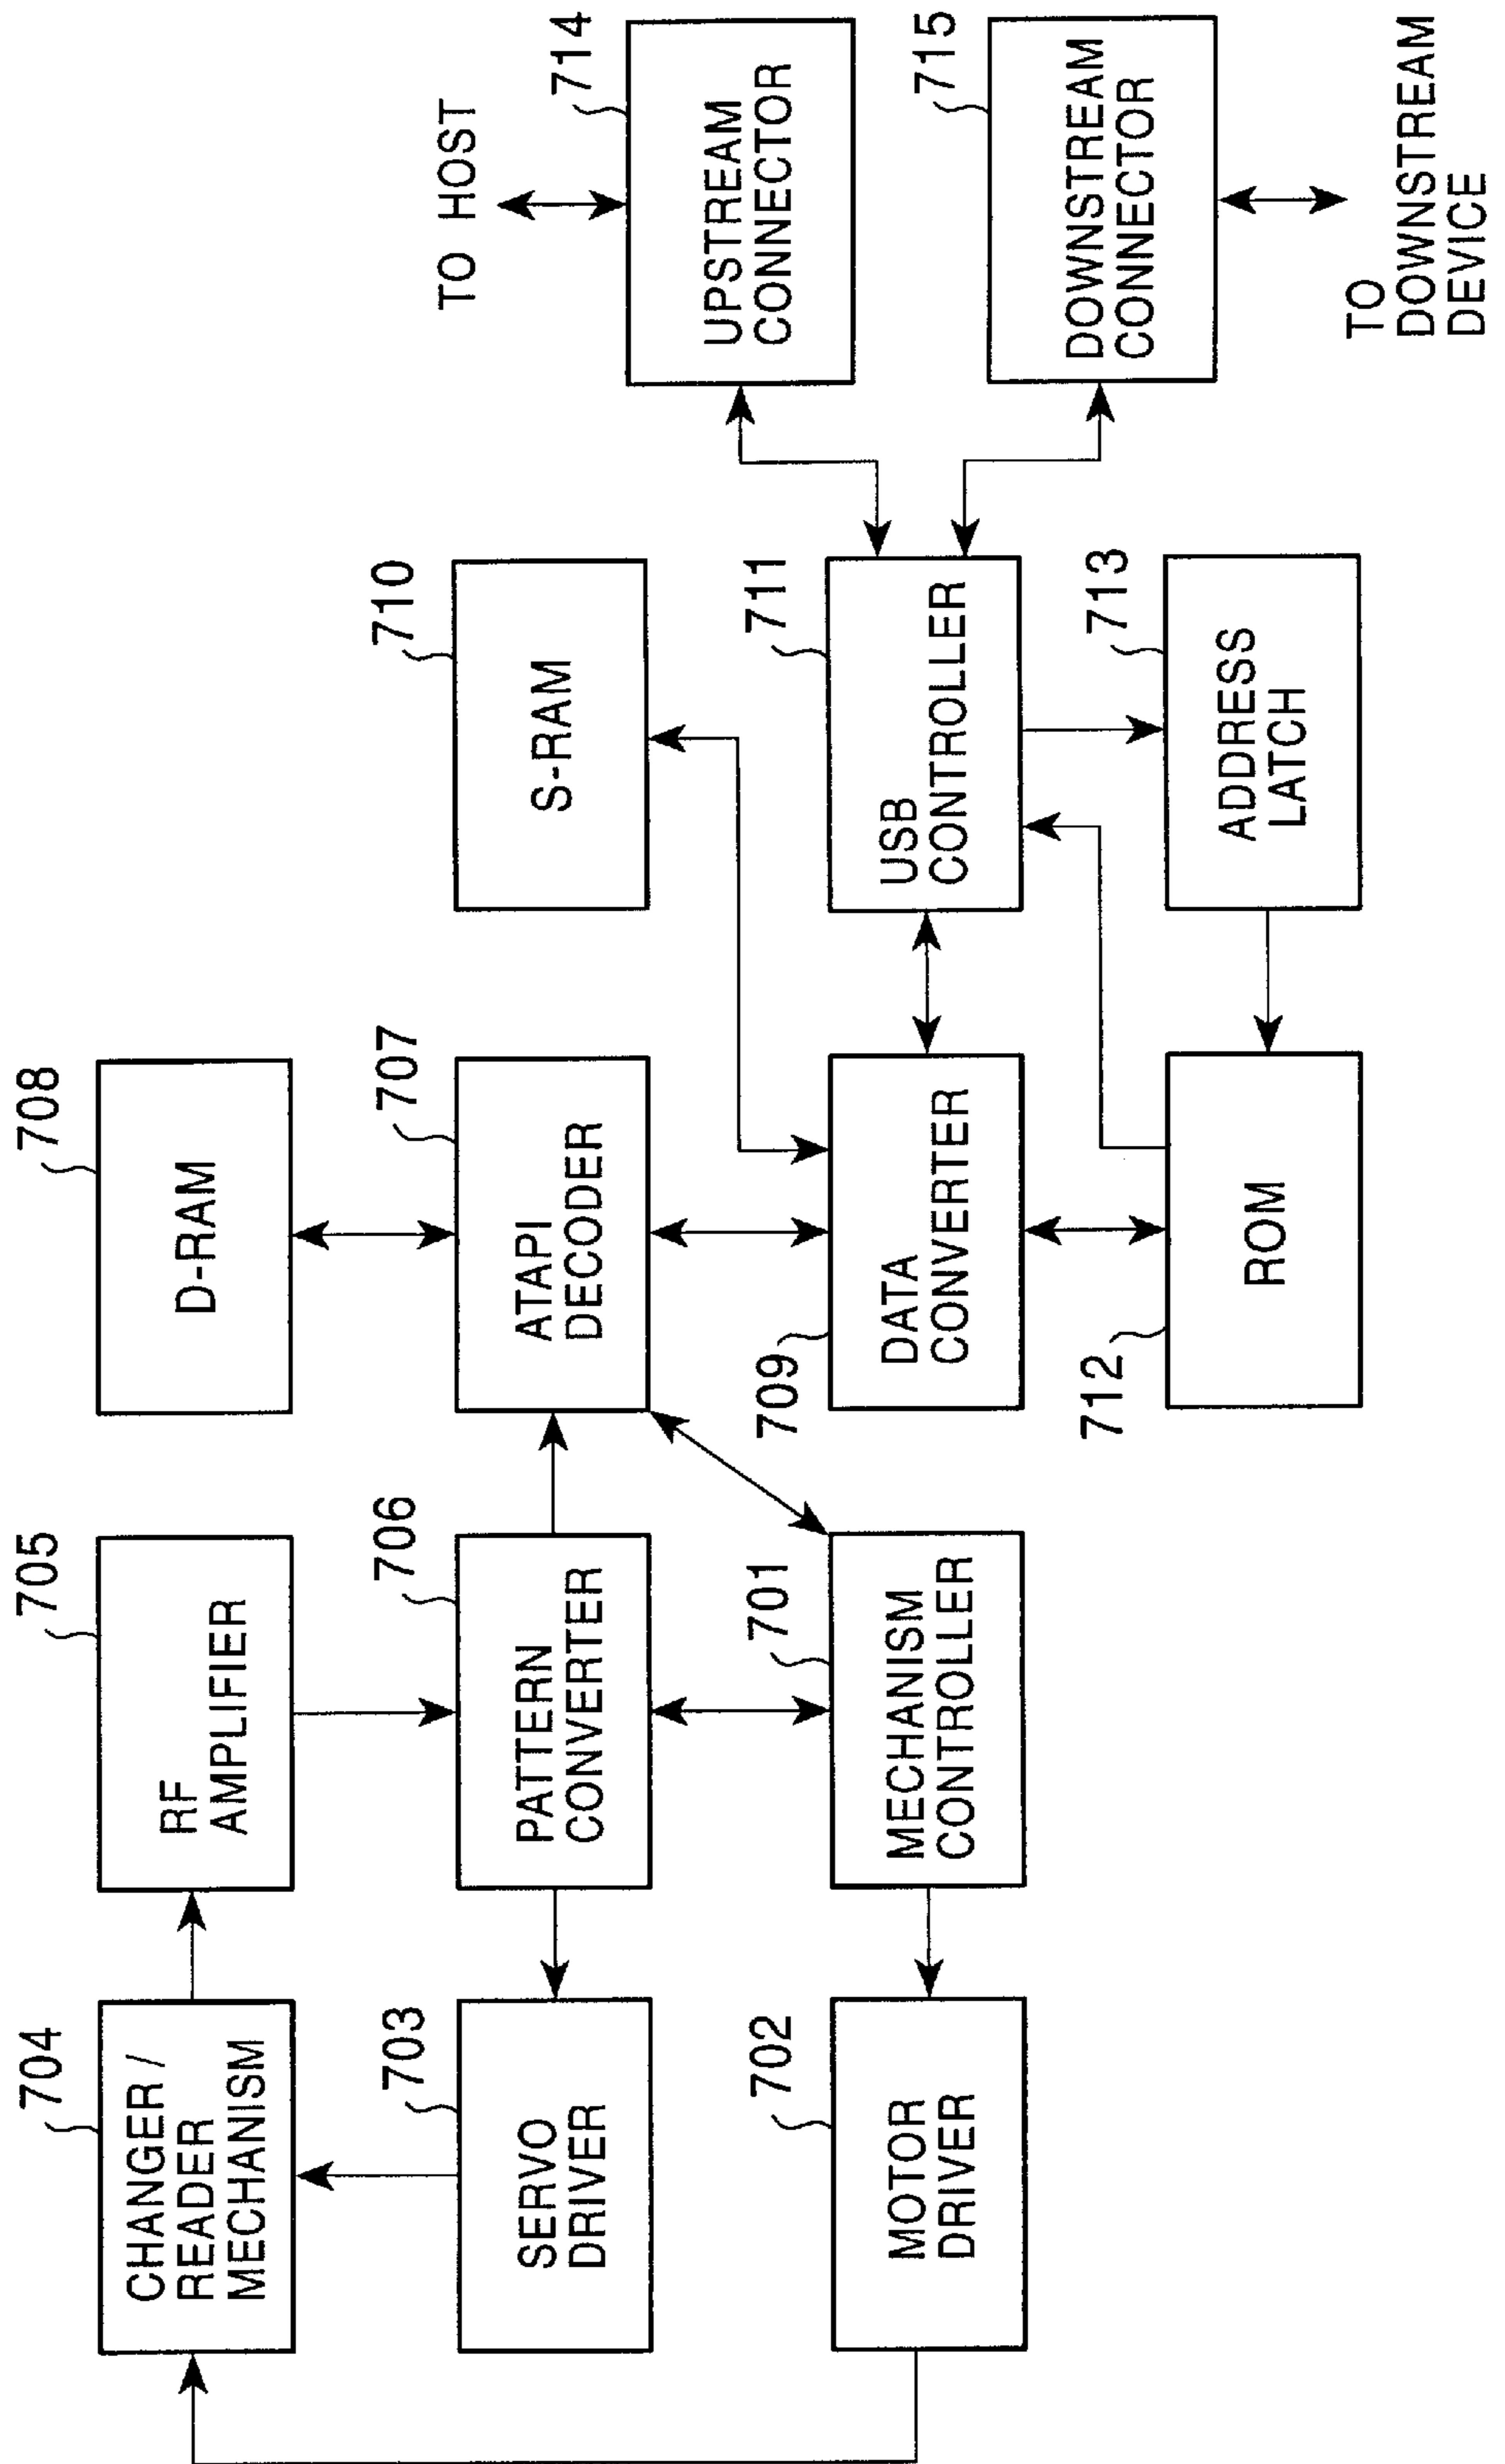 704
CHANGER /
READER
MECHANISM
705
RF
AMPLIFIER
708
D-RAM
703
SERVO
DRIVER
706
PATTERN
CONVERTER
707
ATAPI
DECODER
710
S-RAM
TO HOST
714
UPSTREAM
CONNECTOR
702
MOTOR
DRIVER
701
MECHANISM
CONTROLLER
709
DATA
CONVERTER
711
USB
CONTROLLER
715
DOWNSTREAM
CONNECTOR
712
ROM
713
ADDRESS
LATCH
TO
DOWNSTREAM
DEVICE